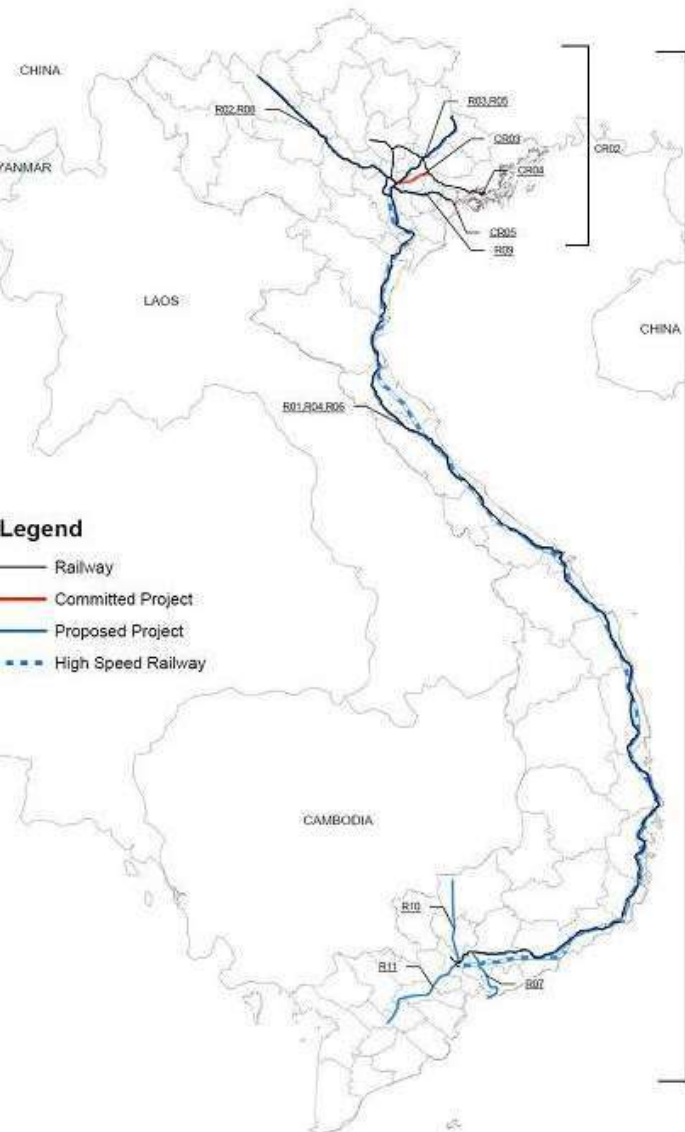 CHINA
R02,R08
R03,R05
CR03
CR02
YANMAR
CR04
CR05
R09
LAOS
CHINA
R01,R04,R06
Legend
Railway
Committed Project
Proposed Project
High Speed Railway
CAMBODIA
R10
R11
R07